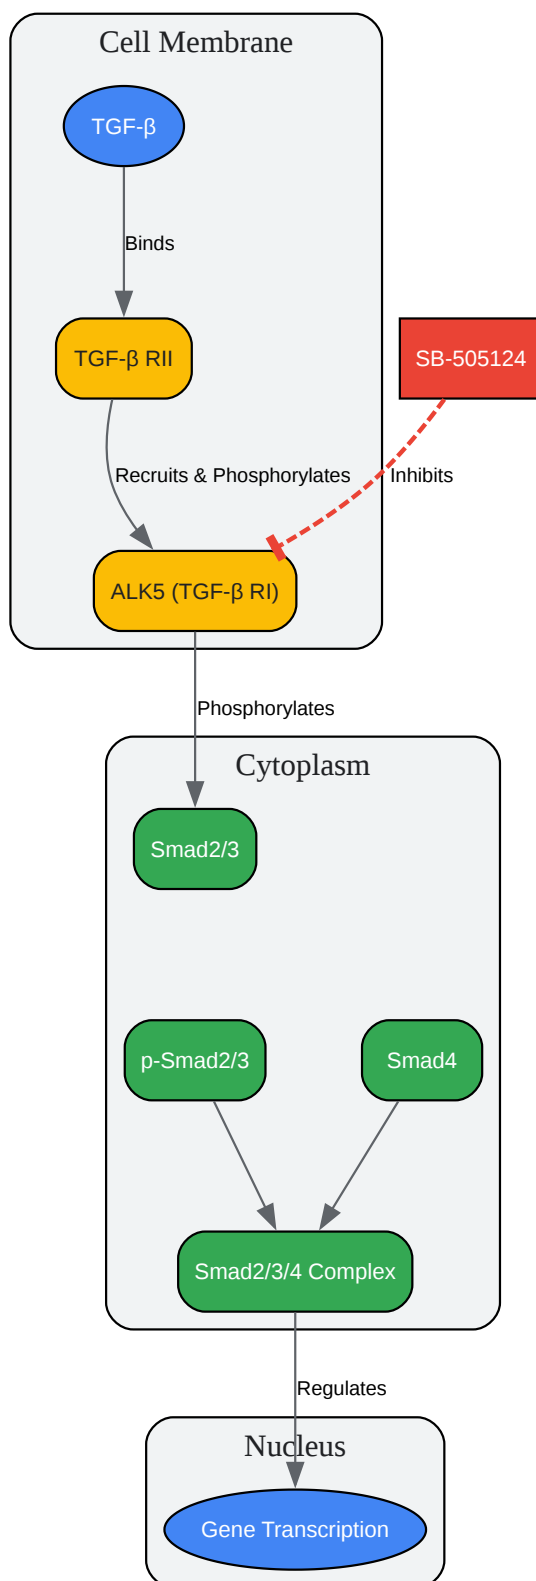 Cell Membrane
TGF-β
Binds
TGF-β RII
SB-505124
Recruits & Phosphorylates
Inhibits
ALK5 (TGF-β RI)
Phosphorylates
Cytoplasm
Smad2/3
p-Smad2/3
Smad4
Smad2/3/4 Complex
Regulates
Nucleus
Gene Transcription